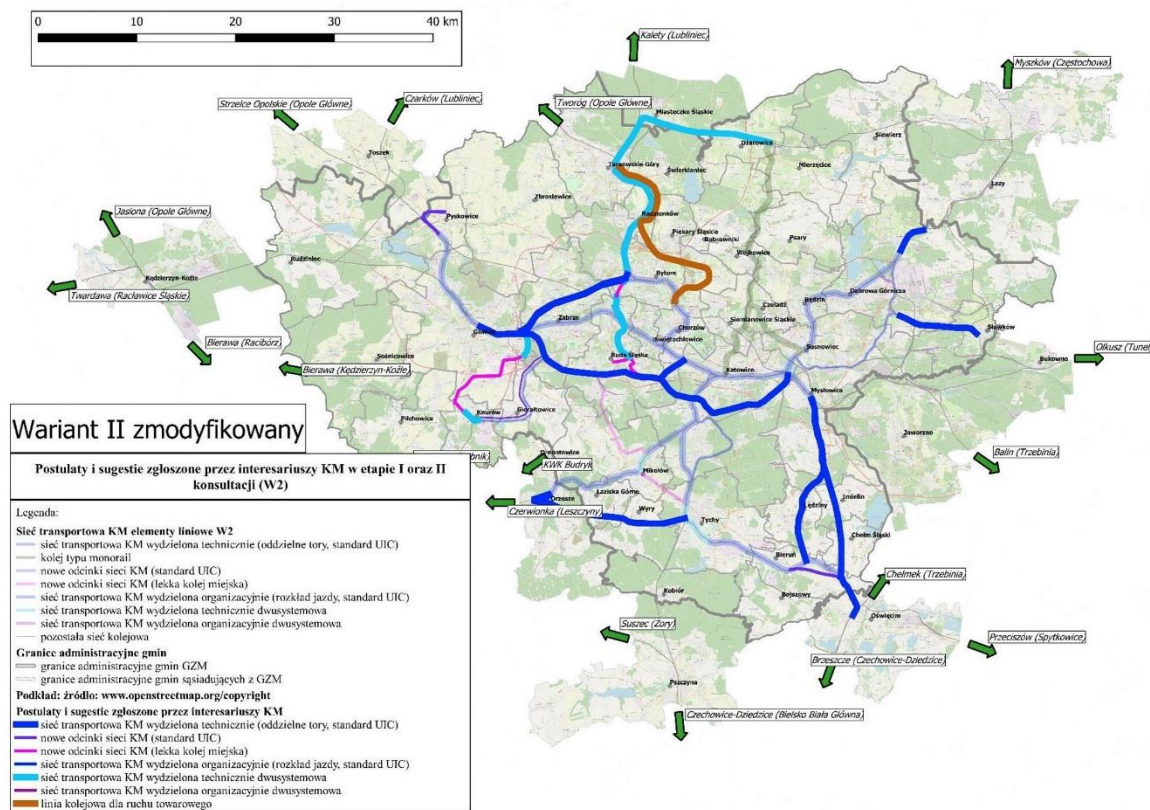 0 10 20 30 40 km
Kalety (Lubliniec)
Myszków (Częstochowa)
Strzelce Opolskie (Opole Główne)
Czarków (Lubliniec)
Tworóg (Opole Główne)
Miasteczko Śląskie
Siewierz
Ożarowice
Toszek
Mierzęcice
Tarnowskie Góry
Świerklaniec
Łazy
Zbrosławice
Jasiona (Opole Główne)
Pyskowice
Radzionków
Piekary Śląskie
Bobrowniki
Psary
Wojkowice
Rudziniec
Kędzierzyn-Koźle
Bytom
Twardawa (Racławice Śląskie)
Dąbrowa Górnicza
Będzin
Czeladź
Zabrze
Siemianowice Śląskie
Chorzów
Gliwice
Świętochłowice
Sławków
Bierawa (Racibórz)
Sosnowiec
Ruda Śląska
Bukowno
Olkusz (Tunel)
Sośnicowice
Bierawa (Kędzierzyn-Koźle)
Katowice
Mysłowice
Knurów
Gierałtowice
Pilchowice
Jaworzno
Wariant II zmodyfikowany
Ornontowice
KWK Budryk
Balin (Trzebinia)
Mikołów
Postulaty i sugestie zgłoszone przez interesariuszy KM w etapie I oraz II
konsultacji (W2)
Orzesze
Łaziska Górne
Imielin
Czerwionka (Leszczyny)
Wyry
Lędziny
Tychy
Chełm Śląski
Legenda:
Sieć transportowa KM elementy liniowe W2
sieć transportowa KM wydzielona technicznie (oddzielne tory, standard UIC)
kolej typu monorail
nowe odcinki sieci KM (standard UIC)
nowe odcinki sieci KM (lekka kolej miejska)
sieć transportowa KM wydzielona organizacyjnie (rozkład jazdy, standard UIC)
sieć transportowa KM wydzielona technicznie dwusystemowa
sieć transportowa KM wydzielona organizacyjnie dwusystemowa
pozostała sieć kolejowa
Granice administracyjne gmin
granice administracyjne gmin GZM
granice administracyjne gmin sąsiadujących z GZM
Podkład: źródło: www.openstreetmap.org/copyright
Postulaty i sugestie zgłoszone przez interesariuszy KM
sieć transportowa KM wydzielona technicznie (oddzielne tory, standard UIC)
nowe odcinki sieci KM (standard UIC)
nowe odcinki sieci KM (lekka kolej miejska)
sieć transportowa KM wydzielona organizacyjnie (rozkład jazdy, standard UIC)
sieć transportowa KM wydzielona technicznie dwusystemowa
sieć transportowa KM wydzielona organizacyjnie dwusystemowa
linia kolejowa dla ruchu towarowego
Bieruń
Chełmek (Trzebinia)
Kobiór
Bojszowy
Oświęcim
Suszec (Żory)
Przeciszów (Spytkowice)
Brzeszcze (Czechowice-Dziedzice)
Pszczyna
Czechowice-Dziedzice (Bielsko Biała Główna)